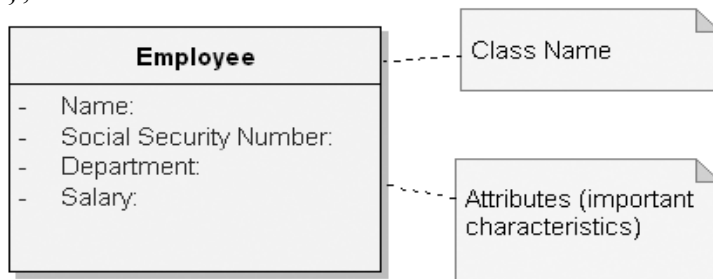 Employee
- Name:
- Social Security Number:
- Department:
- Salary:
Class Name
Attributes (important
characteristics)